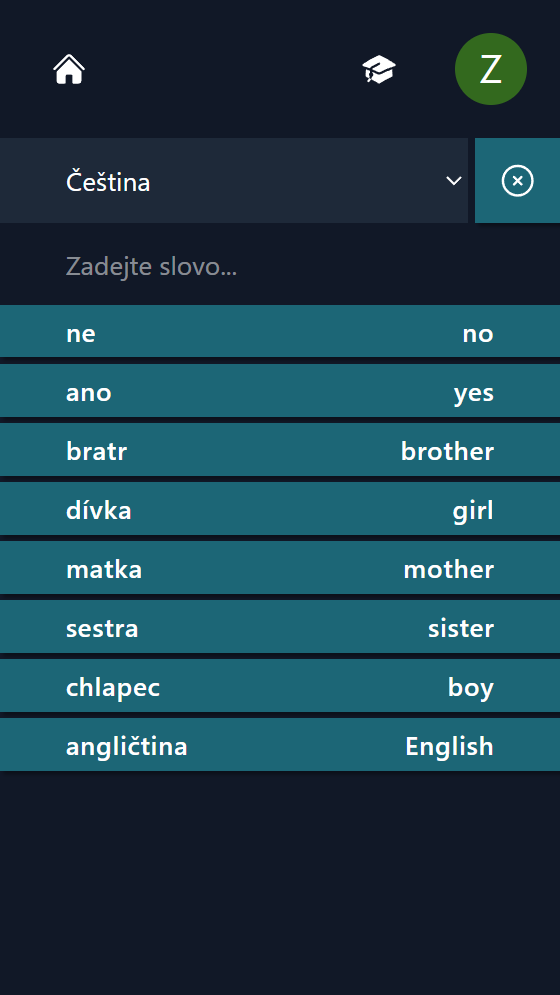 Z
Čeština
Zadejte slovo...
ne no
ano yes
bratr brother
dívka girl
matka mother
sestra sister
chlapec boy
angličtina English